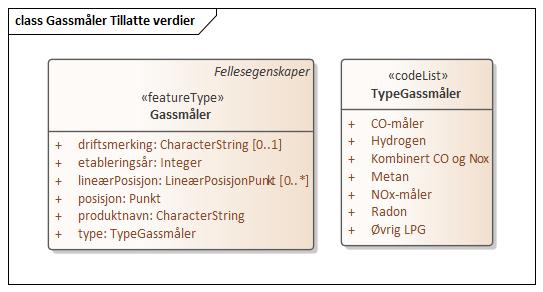 class Gassmåler Tillatte verdier
Fellesegenskaper
«featureType»
Gassmåler
+ driftsmerking: CharacterString [0..1]
+ etableringsår: Integer
+ lineærPosisjon: LineærPosisjonPunkt [0..*]
+ posisjon: Punkt
+ produktnavn: CharacterString
+ type: TypeGassmåler
«codeList»
TypeGassmåler
+ CO-måler
+ Hydrogen
+ Kombinert CO og Nox
+ Metan
+ NOx-måler
+ Radon
+ Øvrig LPG